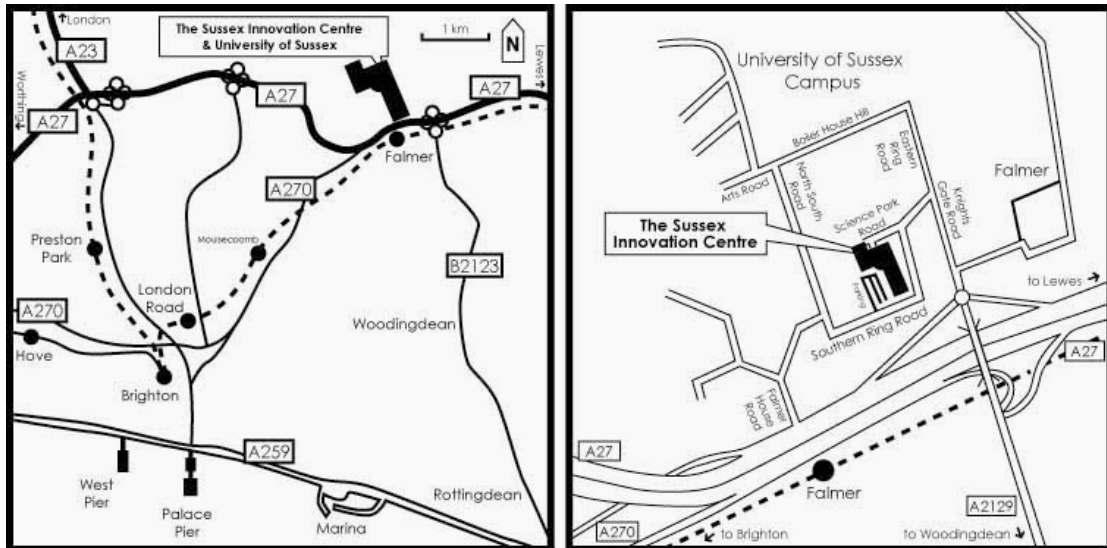 London
The Sussex Innovation Centre
& University of Sussex
1 km
N
A23
Lewes
Worthing
A27
A27
A27
Falmer
A270
Preston
Park
Mousecoomb
B2123
London
Road
A270
Woodingdean
Hove
Brighton
A259
West
Pier
Palace
Pier
Rottingdean
Marina
University of Sussex
Campus
Boiler House Hill
Eastern
Ring
Road
Falmer
Arts Road
North South
Road
Knights
Gate Road
Science Park
Road
The Sussex
Innovation Centre
Parking
to Lewes
Southern Ring Road
A27
Falmer
House
Road
A27
Falmer
A270
to Brighton
A2129
to Woodingdean